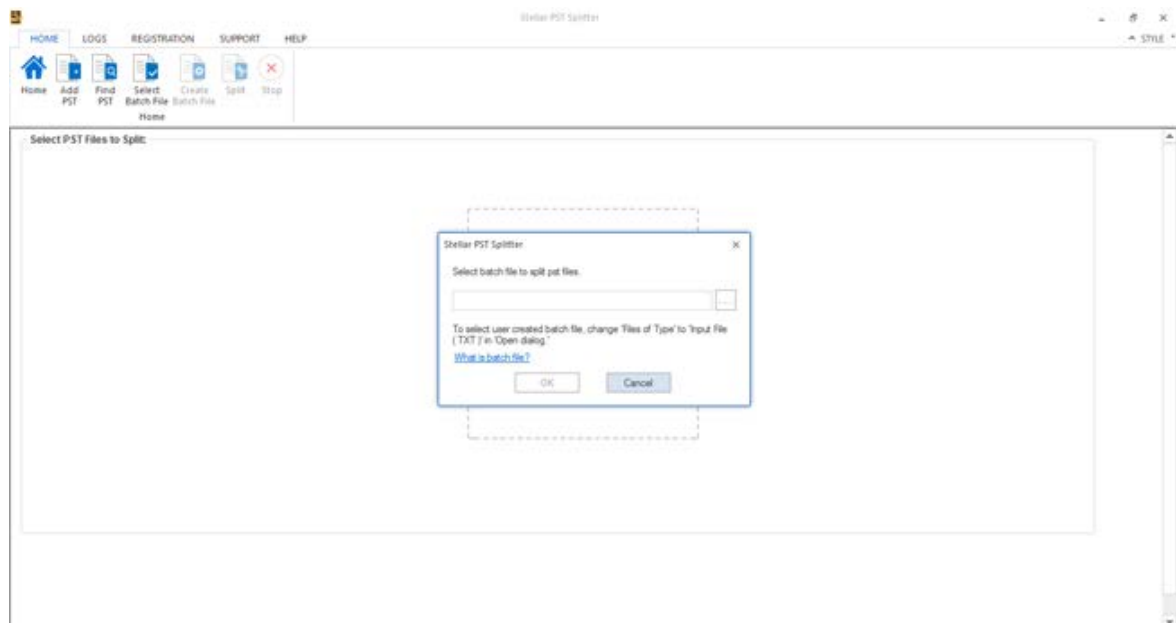 Stellar PST Splitter
HOME LOGS REGISTRATION SUPPORT HELP
STYLE
Home Add PST Find PST Select Batch File Create Batch File Split Stop
Home
Select PST Files to Split:
Stellar PST Splitter
Select batch file to split pst files.
...
To select user created batch file, change 'Files of Type' to 'Input File
( TXT )' in 'Open dialog.'
What is batch file?
OK Cancel